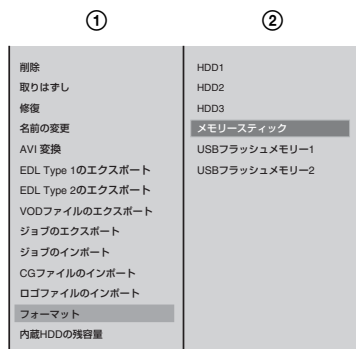 ①
②
削除
取りはずし
修復
名前の変更
AVI 変換
EDL Type 1のエクスポート
EDL Type 2のエクスポート
VODファイルのエクスポート
ジョブのエクスポート
ジョブのインポート
CGファイルのインポート
ロゴファイルのインポート
フォーマット
内蔵HDDの残容量
HDD1
HDD2
HDD3
メモリースティック
USBフラッシュメモリー1
USBフラッシュメモリー2